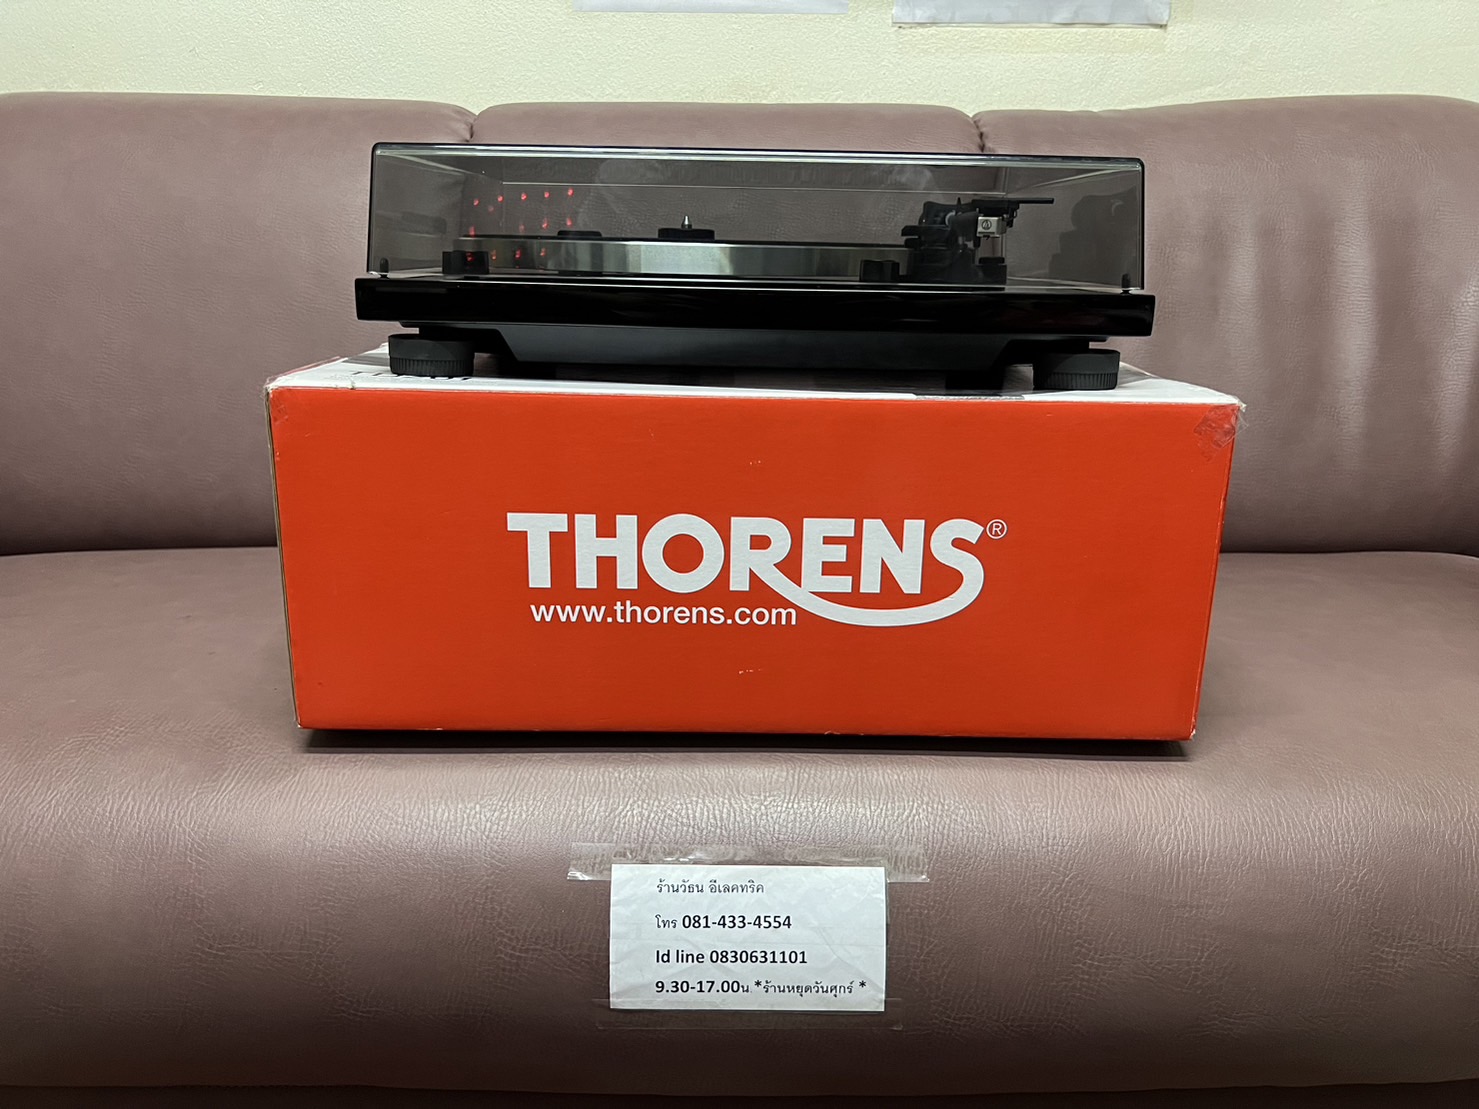 THORENS®
www.thorens.com
ร้านวัธน อีเลคทริค
โทร 081-433-4554
Id line 0830631101
9.30-17.00น.*ร้านหยุดวันศุกร์ *